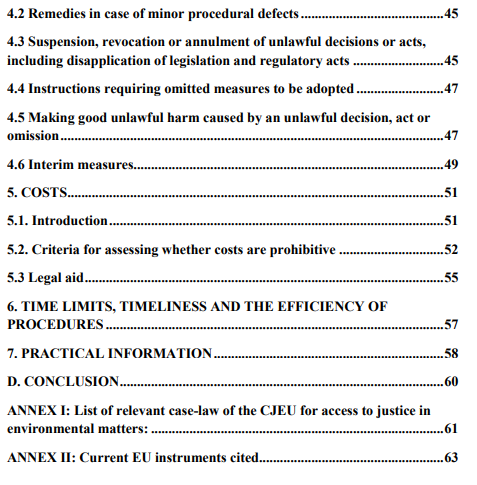 4.2 Remedies in case of minor procedural defects ..........................................45
4.3 Suspension, revocation or annulment of unlawful decisions or acts,
including disapplication of legislation and regulatory acts ...........................45
4.4 Instructions requiring omitted measures to be adopted ..........................47
4.5 Making good unlawful harm caused by an unlawful decision, act or
omission.................................................................................................................47
4.6 Interim measures............................................................................................49
5. COSTS................................................................................................................51
5.1. Introduction....................................................................................................51
5.2. Criteria for assessing whether costs are prohibitive ...............................52
5.3 Legal aid...........................................................................................................55
6. TIME LIMITS, TIMELINESS AND THE EFFICIENCY OF
PROCEDURES .....................................................................................................57
7. PRACTICAL INFORMATION....................................................................58
D. CONCLUSION.................................................................................................60
ANNEX I: List of relevant case-law of the CJEU for access to justice in
environmental matters: .......................................................................................61
ANNEX II: Current EU instruments cited......................................................63